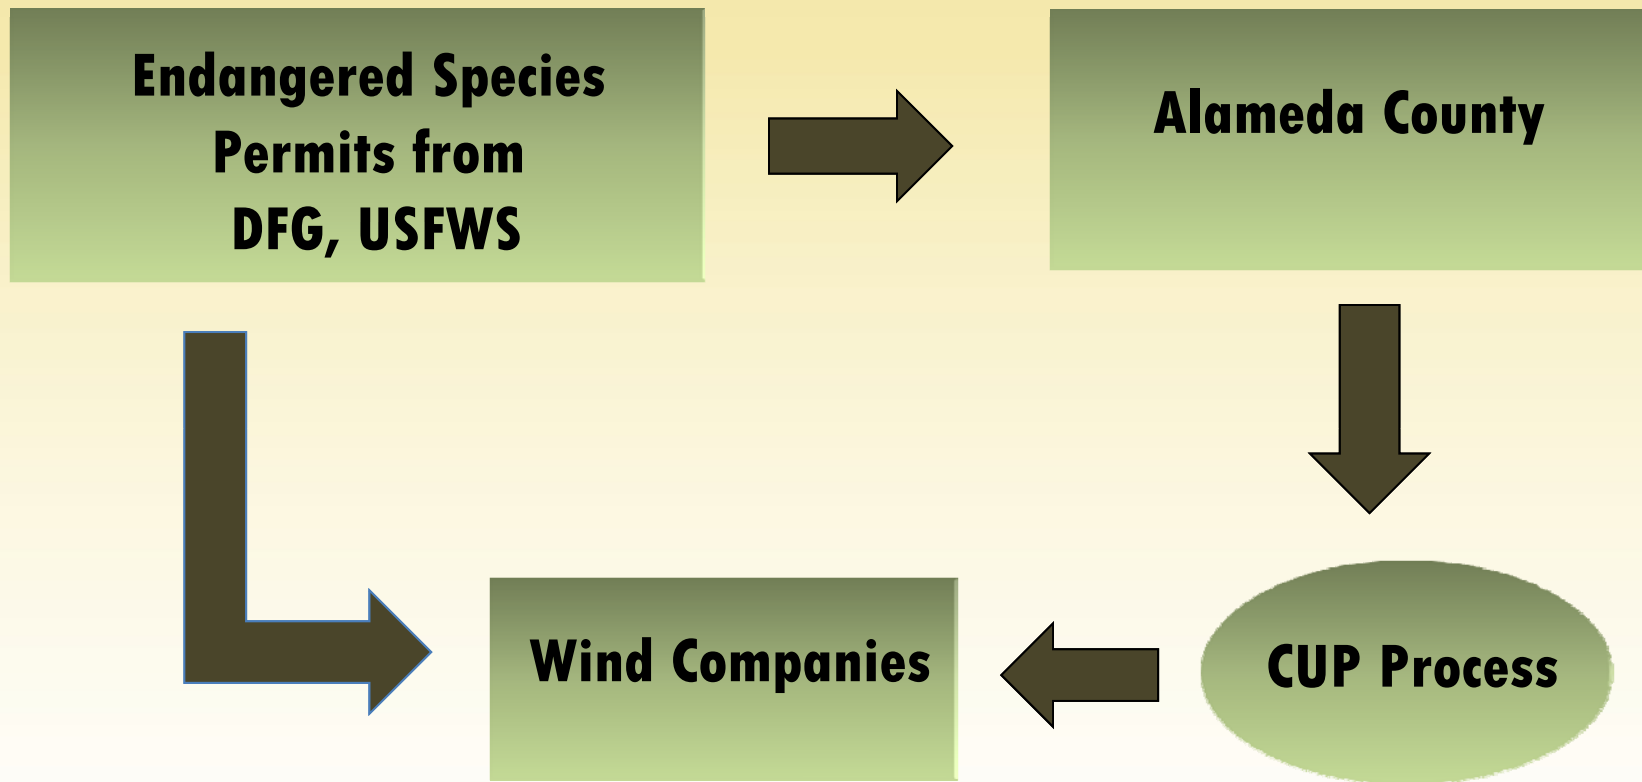 Endangered Species
Permits from
DFG, USFWS
Alameda County
Wind Companies
CUP Process